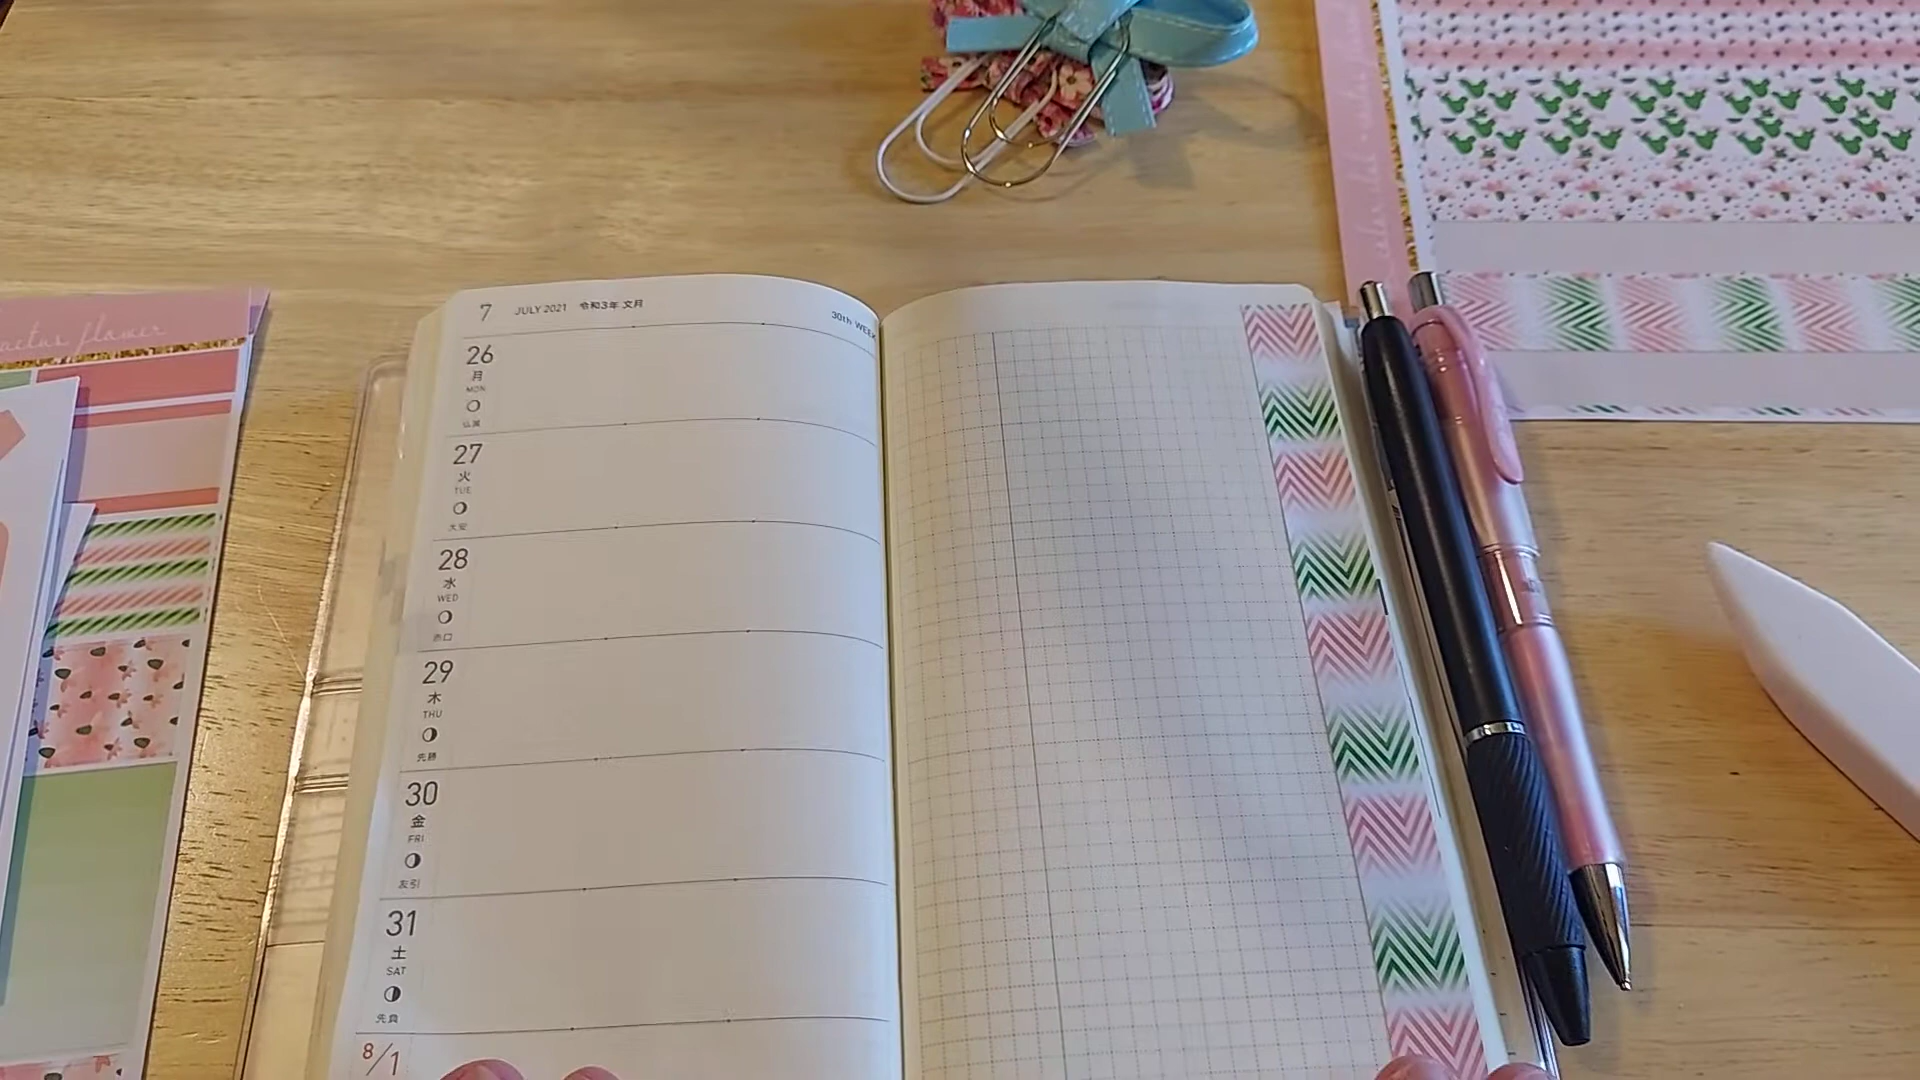 7 JULY 2021 令和3年 文月
30th WEEK
26
月
MON
仏滅
27
火
TUE
大安
28
水
WED
赤口
29
木
THU
先勝
30
金
FRI
友引
31
土
SAT
先負
8/1
cactus flower